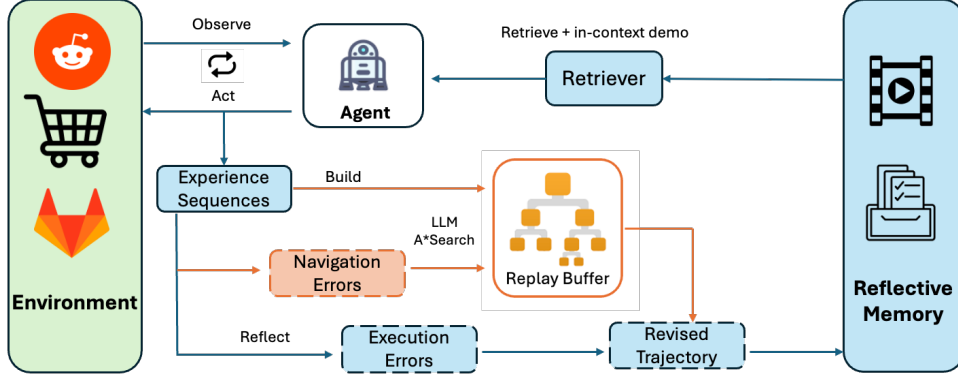 Observe
Act
Environment
Agent
Retrieve + in-context demo
Retriever
Experience
Sequences
Build
LLM
A*Search
Navigation
Errors
Replay Buffer
Reflect
Execution
Errors
Revised
Trajectory
Reflective
Memory